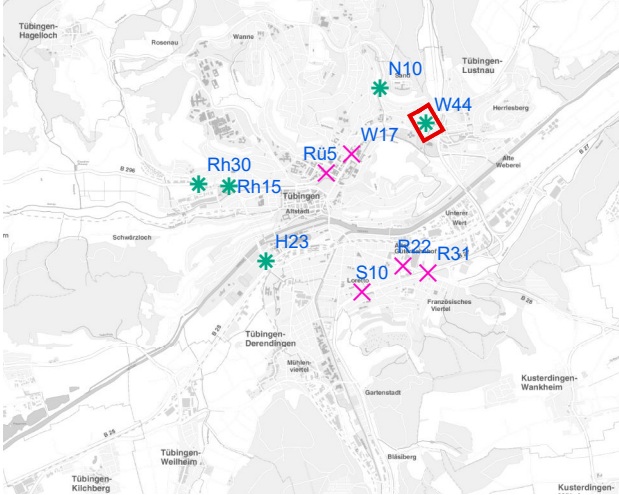 Tübingen-
Hagelloch
Rosenau
Wanne
Tübingen-
Lustnau
N10
Sand
W44
Herrlesberg
W17
Rü5
Alte
Weberei
B 27
B 296
Rh30
Rh15
Tübingen
Altstadt
Unterer
Wert
Schwärzloch
H23
R22
R31
S10
Loretto
B 28
Französisches
Viertel
B 28
Tübingen-
Derendingen
Mühlen-
viertel
Gartenstadt
Kusterdingen-
Wankheim
B 28
Tübingen-
Weilheim
Bläsiberg
Tübingen-
Kilchberg
Kusterdingen-